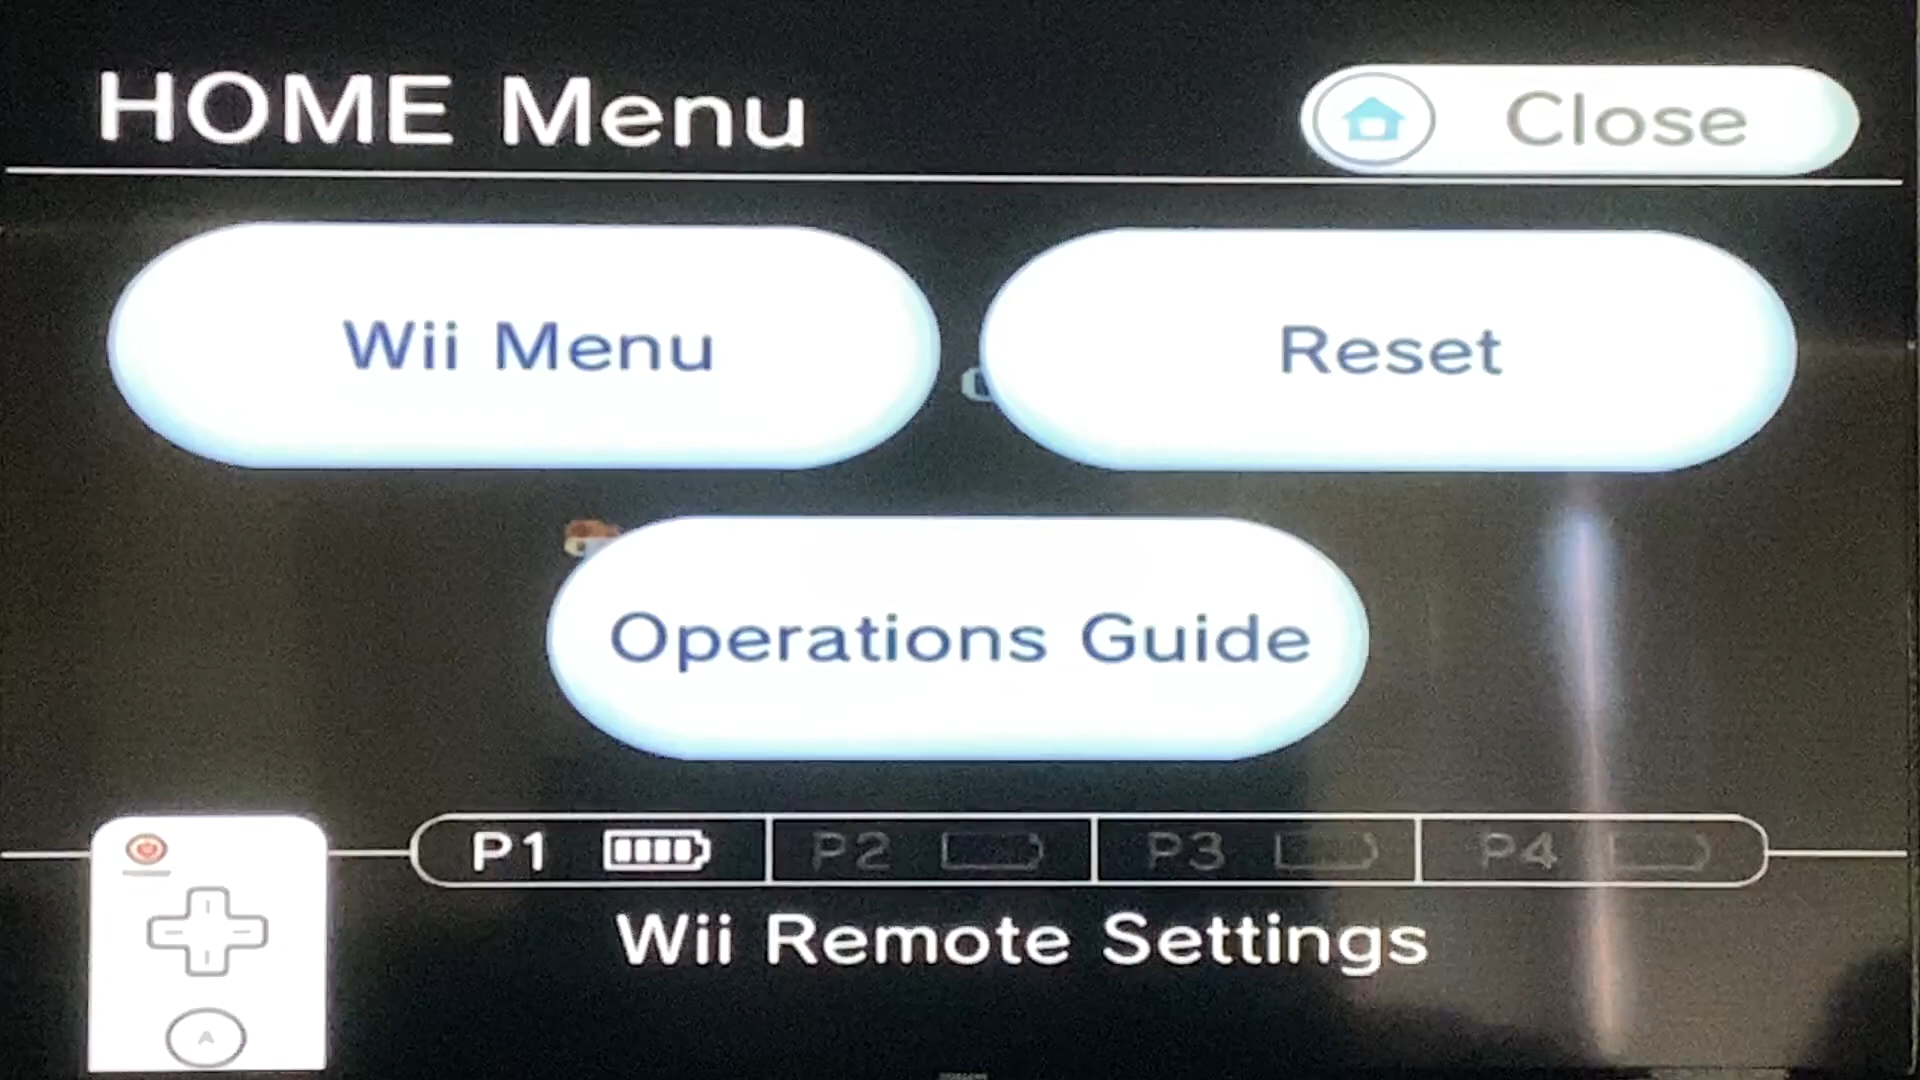 HOME Menu
Close
Wii Menu
Reset
Operations Guide
P1
P2
P3
P4
Wii Remote Settings
A